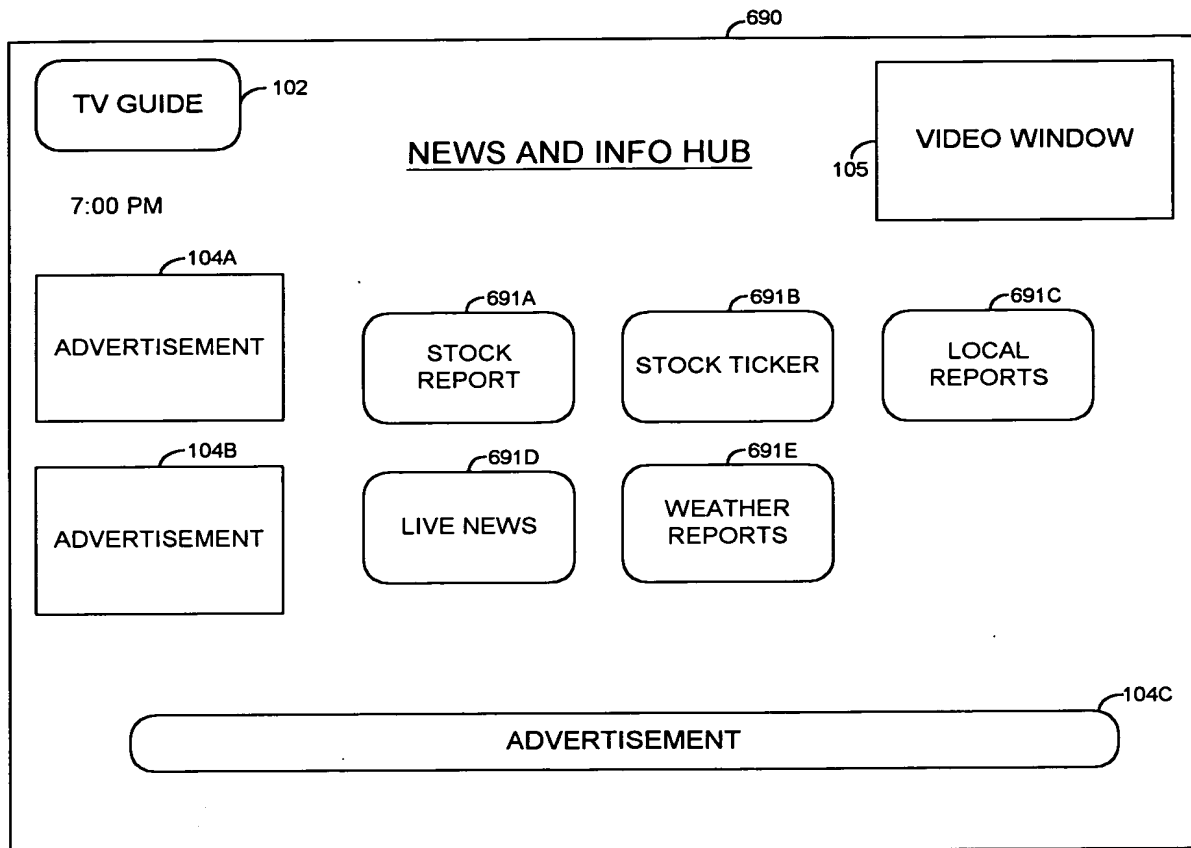 690
TV GUIDE
102
NEWS AND INFO HUB
VIDEO WINDOW
105
7:00 PM
104A
ADVERTISEMENT
691A
STOCK
REPORT
691B
STOCK TICKER
691C
LOCAL
REPORTS
104B
ADVERTISEMENT
691D
LIVE NEWS
691E
WEATHER
REPORTS
104C
ADVERTISEMENT